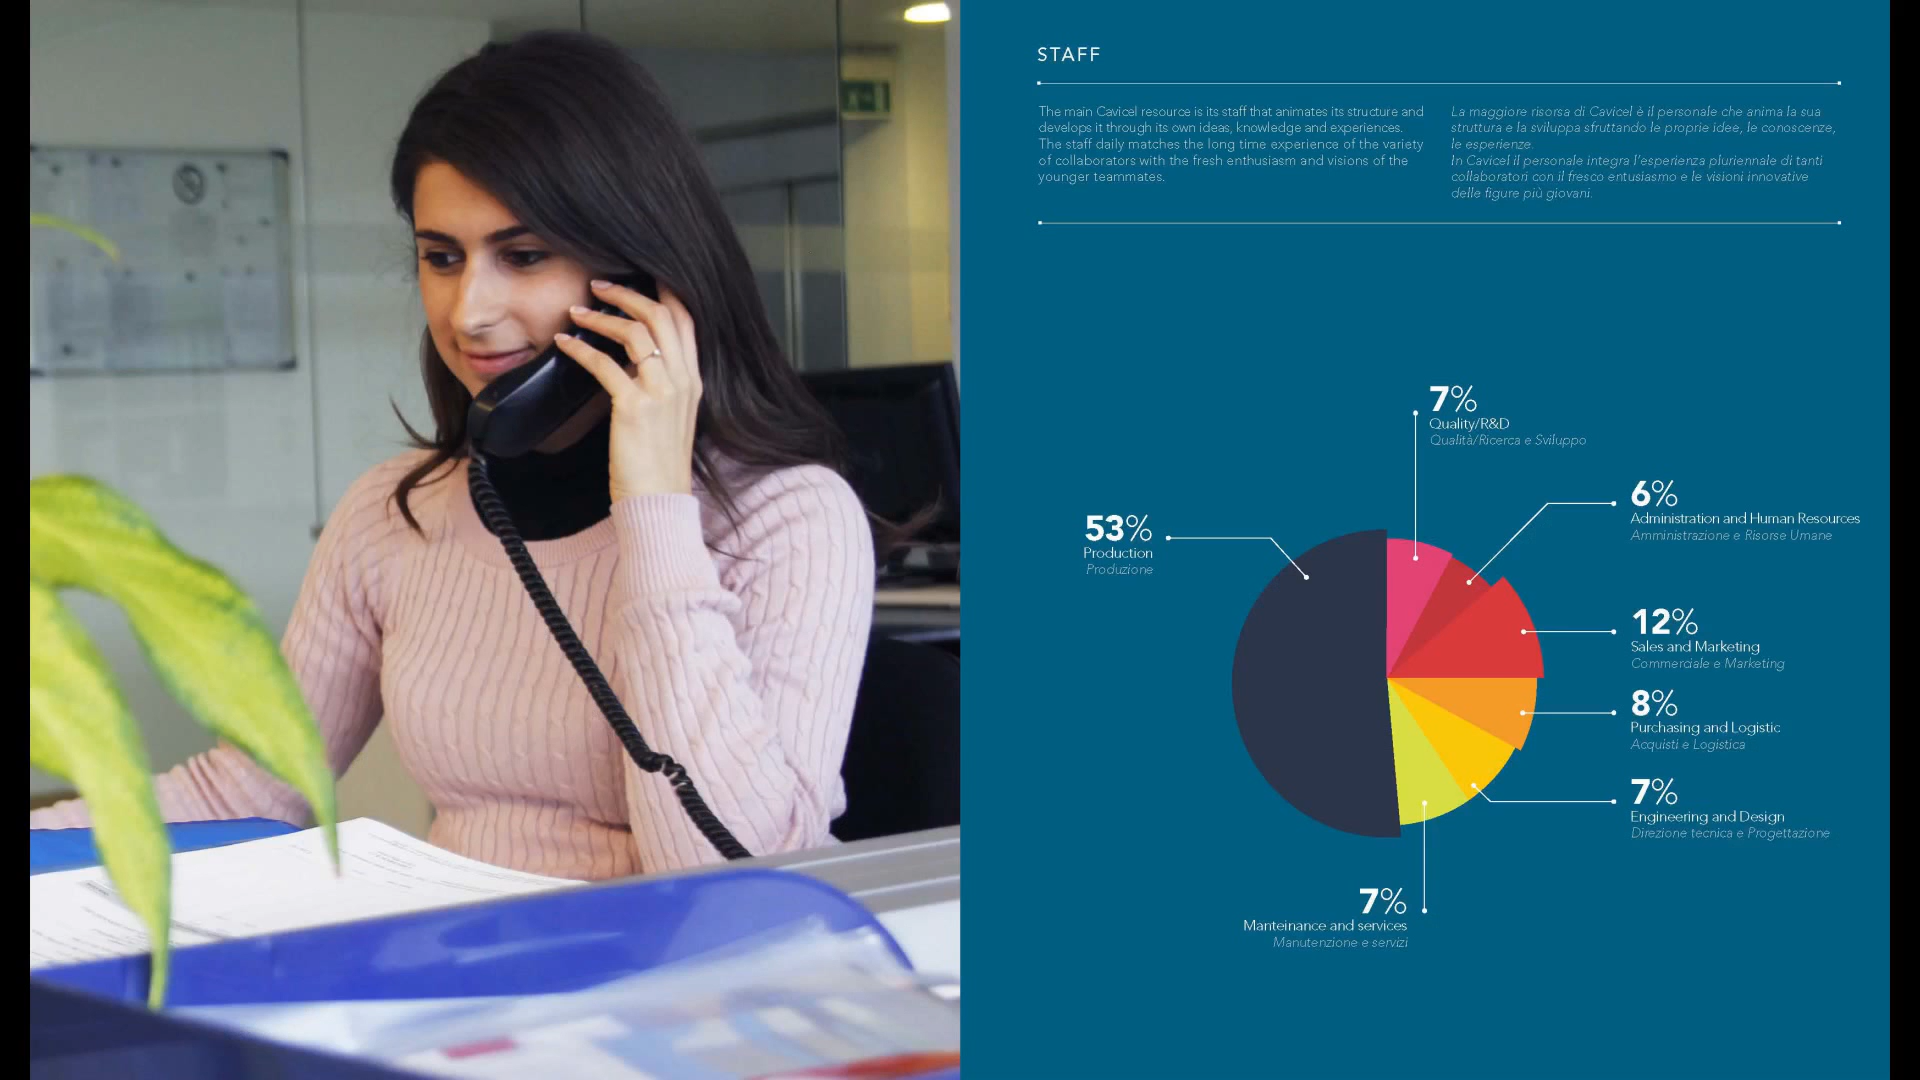 STAFF
The main Cavicel resource is its staff that animates its structure and
develops it through its own ideas, knowledge and experiences.
The staff daily matches the long time experience of the variety
of collaborators with the fresh enthusiasm and visions of the
younger teammates.
La maggiore risorsa di Cavicel è il personale che anima la sua
struttura e la sviluppa sfruttando le proprie idee, le conoscenze,
le esperienze.
In Cavicel il personale integra l'esperienza pluriennale di tanti
collaboratori con il fresco entusiasmo e le visioni innovative
delle figure più giovani.
7%
Quality/R&D
Qualità/Ricerca e Sviluppo
6%
Administration and Human Resources
Amministrazione e Risorse Umane
53%
Production
Produzione
12%
Sales and Marketing
Commerciale e Marketing
8%
Purchasing and Logistic
Acquisti e Logistica
7%
Engineering and Design
Direzione tecnica e Progettazione
7%
Manteinance and services
Manutenzione e servizi